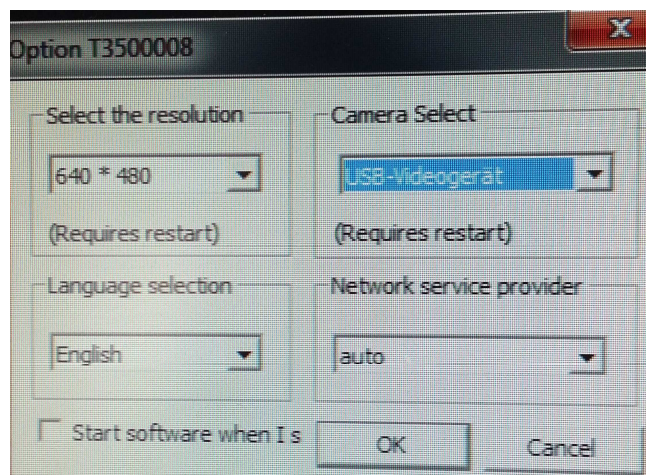 Option T3500008
Select the resolution
640 * 480
(Requires restart)
Camera Select
USB-Videogerät
(Requires restart)
Language selection
English
Network service provider
auto
Start software when I s
OK
Cancel